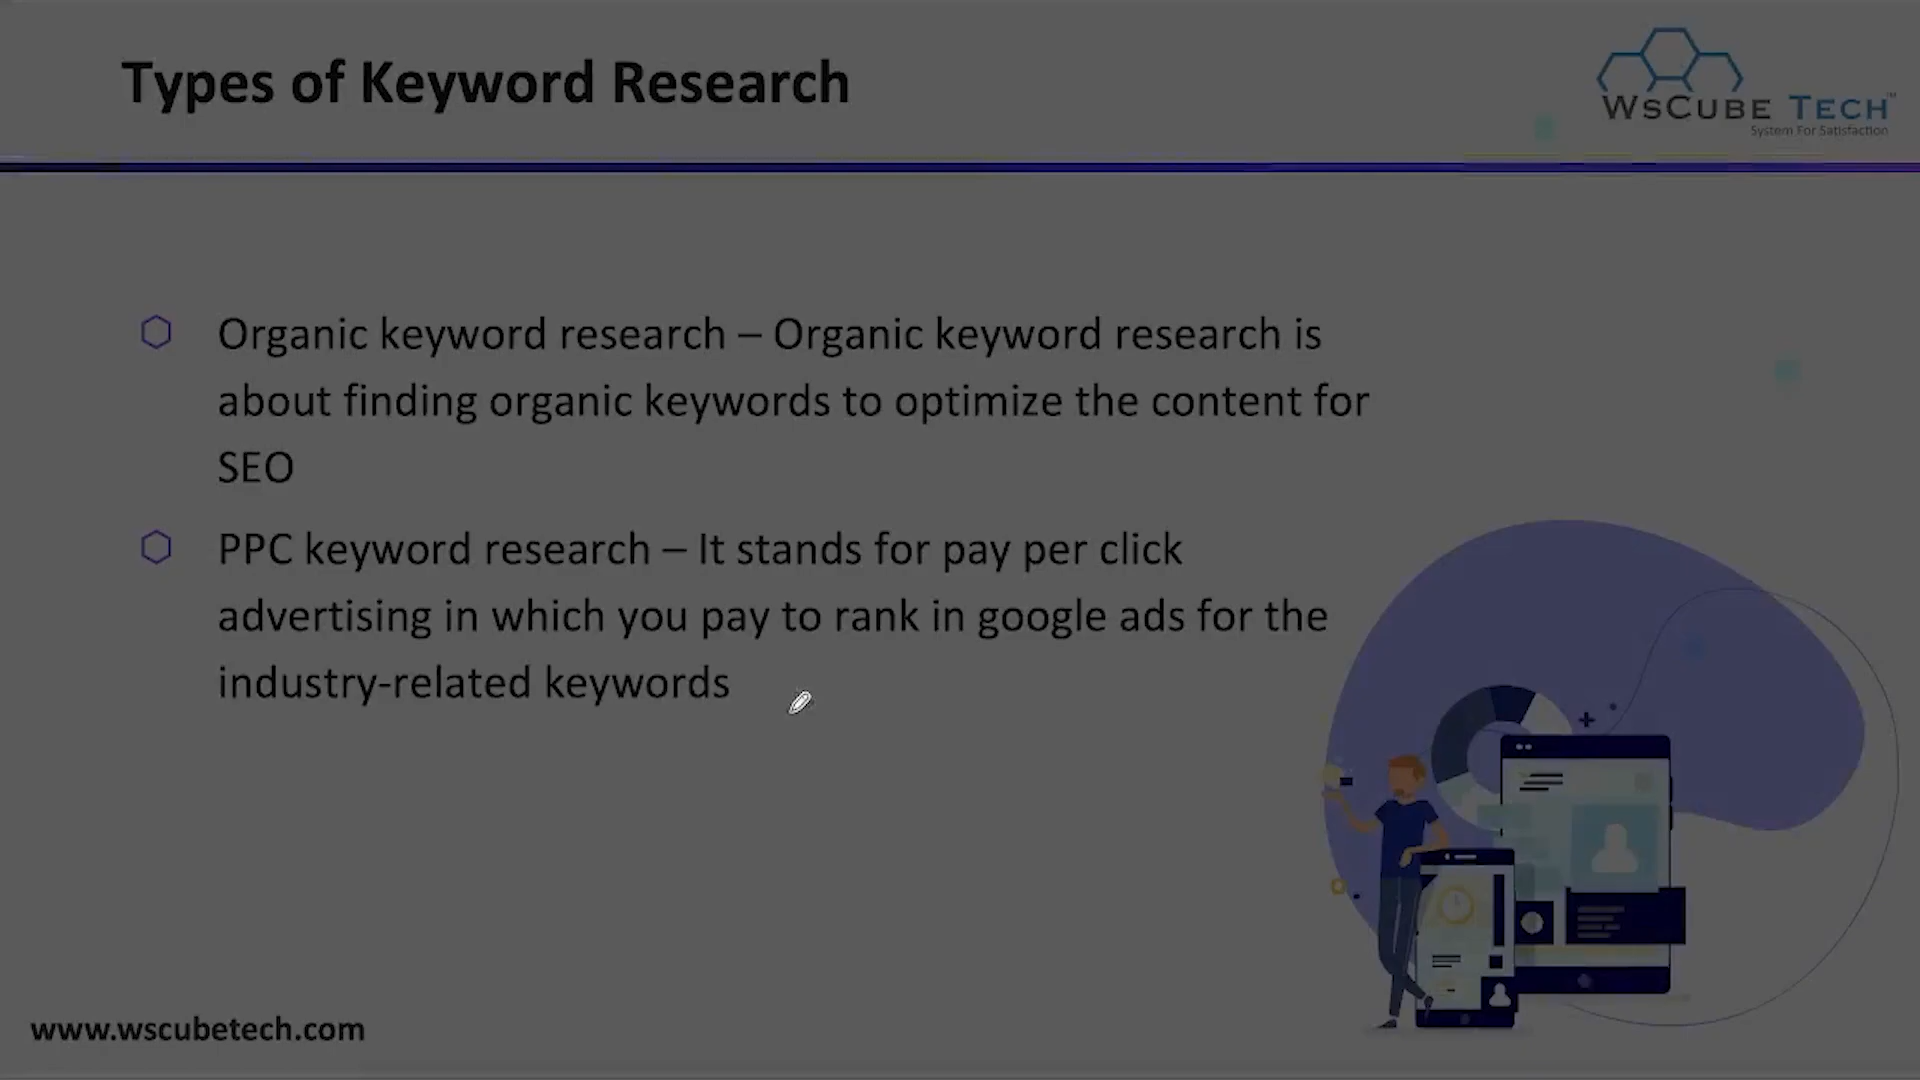 Types of Keyword Research
WsCUBE TECH™
System For Satisfaction
Organic keyword research – Organic keyword research is
about finding organic keywords to optimize the content for
SEO
PPC keyword research – It stands for pay per click
advertising in which you pay to rank in google ads for the
industry-related keywords
www.wscubetech.com